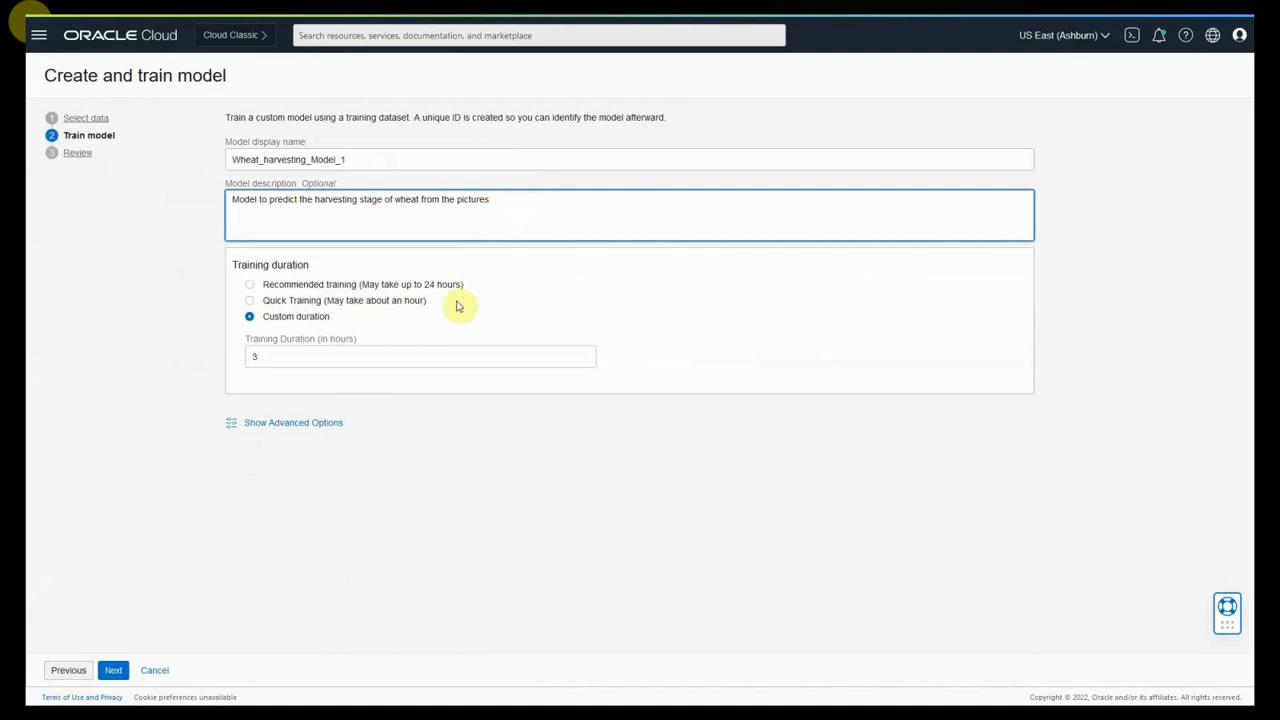 ORACLE Cloud
Cloud Classic
Search resources, services, documentation, and marketplace
US East (Ashburn)
Create and train model
1 Select data
2 Train model
3 Review
Train a custom model using a training dataset. A unique ID is created so you can identify the model afterward.
Model display name
Wheat_harvesting_Model_1
Model description Optional
Model to predict the harvesting stage of wheat from the pictures
Training duration
Recommended training (May take up to 24 hours)
Quick Training (May take about an hour)
Custom duration
Training Duration (in hours)
3
Show Advanced Options
Previous
Next
Cancel
Terms of Use and Privacy
Cookie preferences unavailable
Copyright © 2022, Oracle and/or its affiliates. All rights reserved.